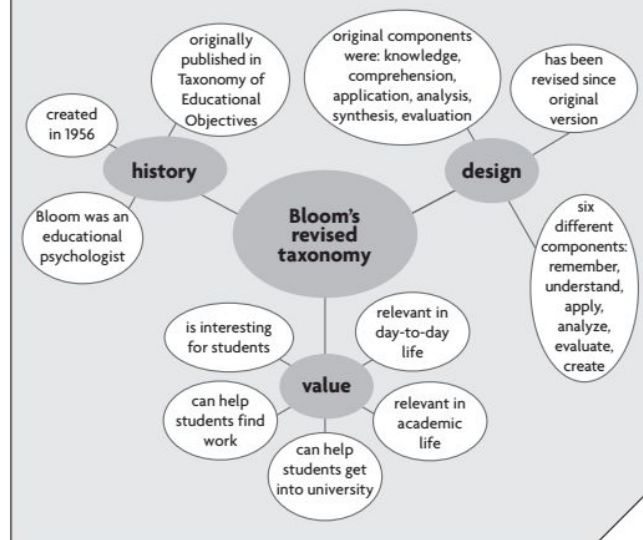 originally
published in
Taxonomy of
Educational
Objectives
created
in 1956
history
Bloom was an
educational
psychologist
original components
were: knowledge,
comprehension,
application, analysis,
synthesis, evaluation
has been
revised since
original
version
design
six
different
components:
remember,
understand,
apply,
analyze,
evaluate,
create
Bloom's
revised
taxonomy
is interesting
for students
relevant in
day-to-day
life
value
can help
students find
work
relevant in
academic
life
can help
students get
into university